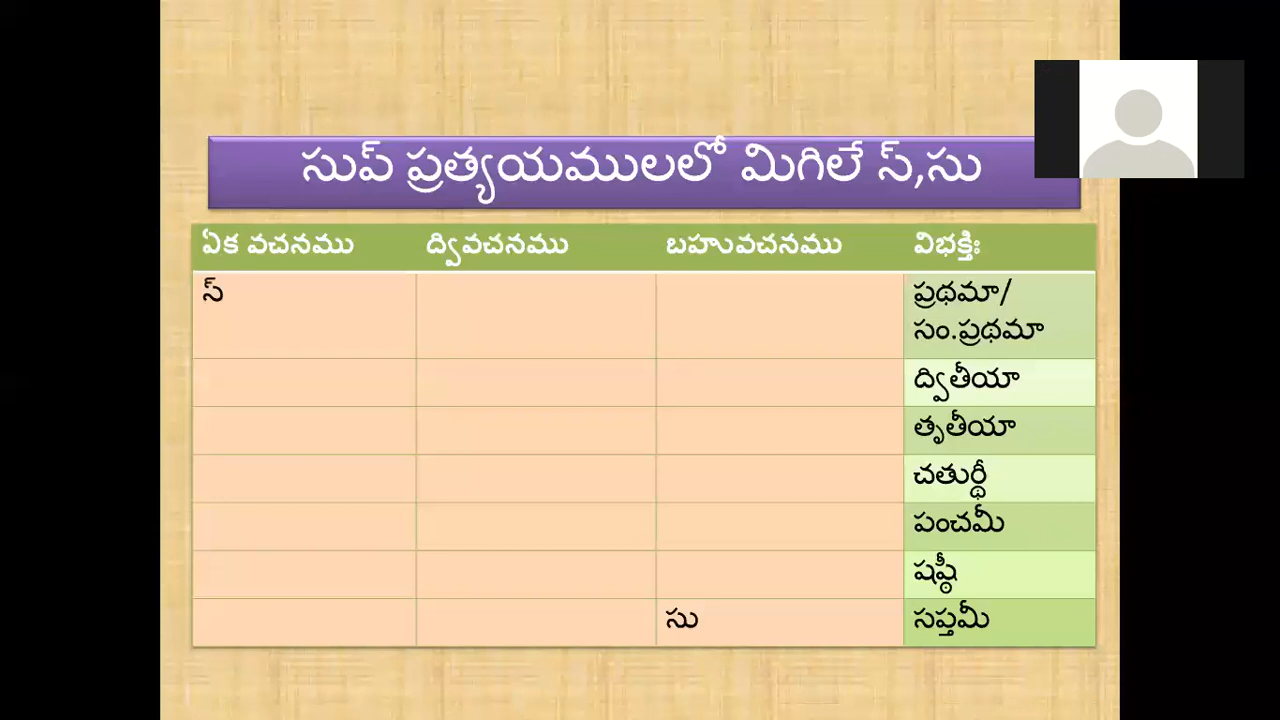 సుప్ ప్రత్యయములలో మిగిలే స్,సు
ఏక వచనము ద్వివచనము బహువచనము విభక్తిః
స్ ప్రథమా/
సం.ప్రథమా
ద్వితీయా
తృతీయా
చతుర్థీ
పంచమీ
షష్ఠీ
సు సప్తమీ